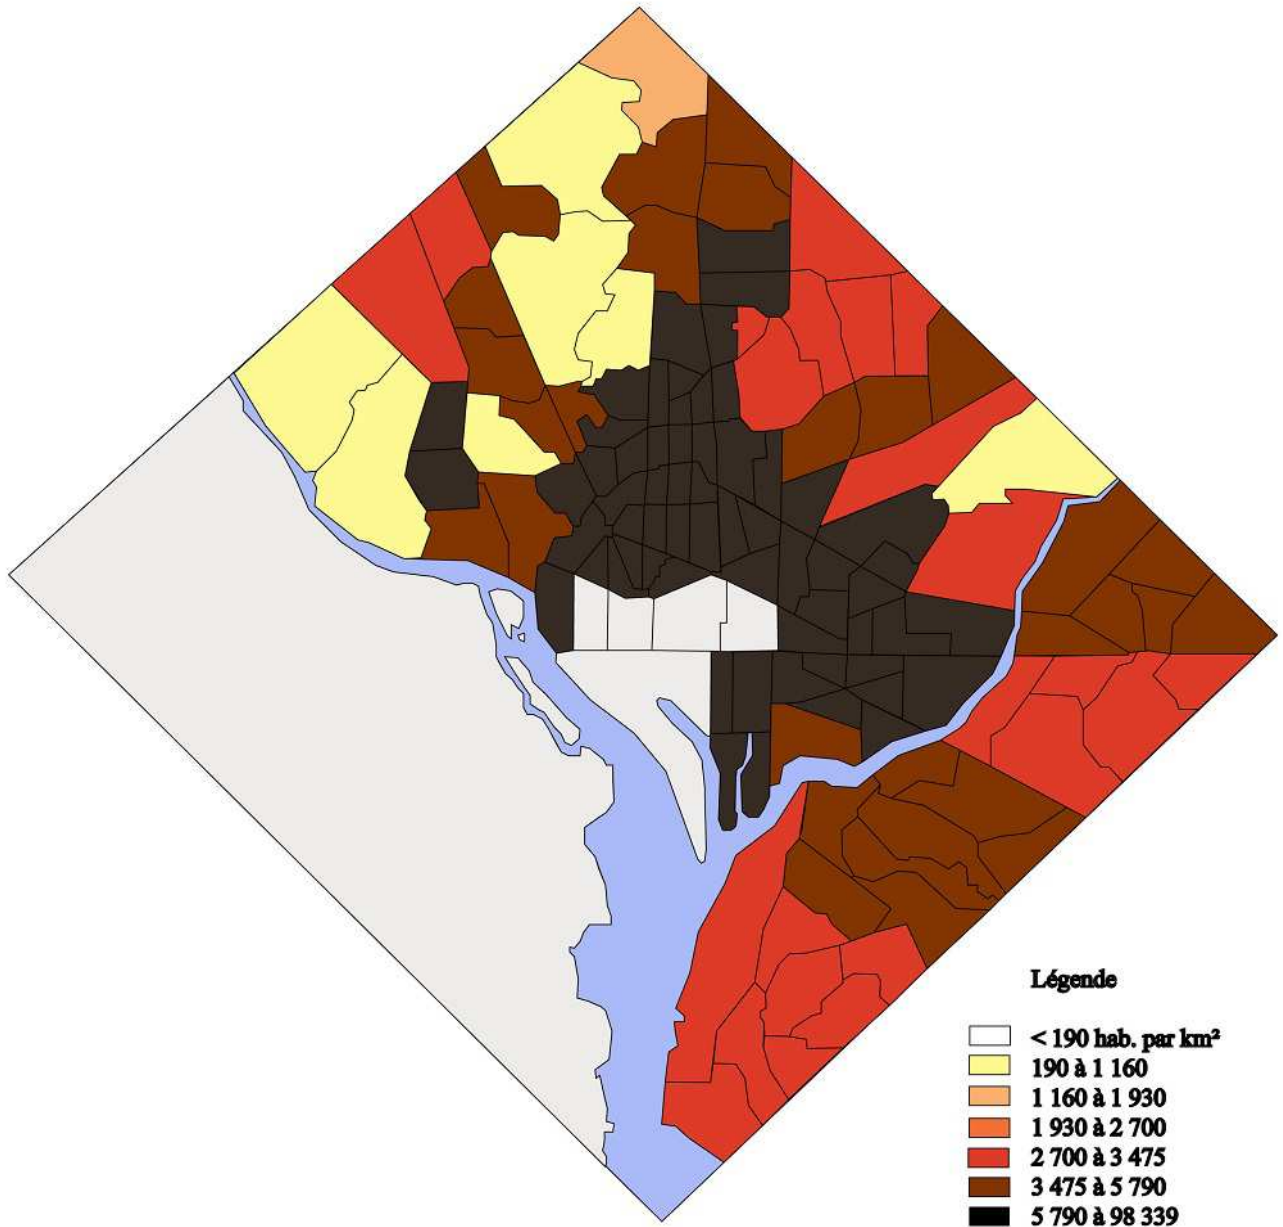 Légende
< 190 hab. par km²
190 à 1 160
1 160 à 1 930
1 930 à 2 700
2 700 à 3 475
3 475 à 5 790
5 790 à 98 339